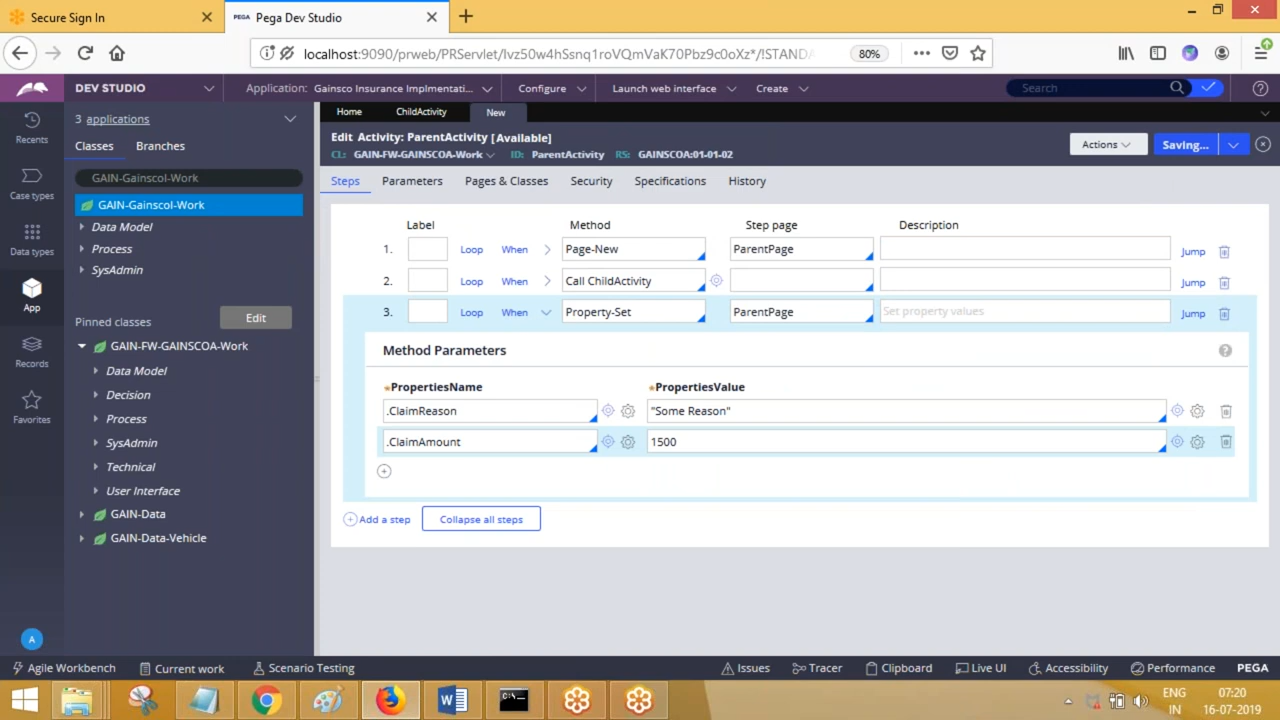 Secure Sign In
PEGA Pega Dev Studio
localhost:9090/prweb/PRServlet/Ivz50w4hSsnq1roVQmVaK70Pbz9c0oXz*/!STANDA
80%
DEV STUDIO
Application: Gainsco Insurance Implmentati...
Configure
Launch web interface
Create
Search
Recents
Case types
Data types
App
Records
Favorites
A
3 applications
Classes Branches
GAIN-Gainscol-Work
GAIN-Gainscol-Work
Data Model
Process
SysAdmin
Pinned classes Edit
GAIN-FW-GAINSCOA-Work
Data Model
Decision
Process
SysAdmin
Technical
User Interface
GAIN-Data
GAIN-Data-Vehicle
Home ChildActivity New
Edit Activity: ParentActivity [Available]
CL: GAIN-FW-GAINSCOA-Work ID: ParentActivity RS: GAINSCOA:01-01-02
Actions Saving...
Steps Parameters Pages & Classes Security Specifications History
Label Method Step page Description
1. Loop When Page-New ParentPage Jump
2. Loop When Call ChildActivity Jump
3. Loop When Property-Set ParentPage Set property values Jump
Method Parameters
*PropertiesName *PropertiesValue
.ClaimReason "Some Reason"
.ClaimAmount 1500
Add a step Collapse all steps
Agile Workbench Current work Scenario Testing Issues Tracer Clipboard Live UI Accessibility Performance PEGA
ENG 07:20
IN 16-07-2019